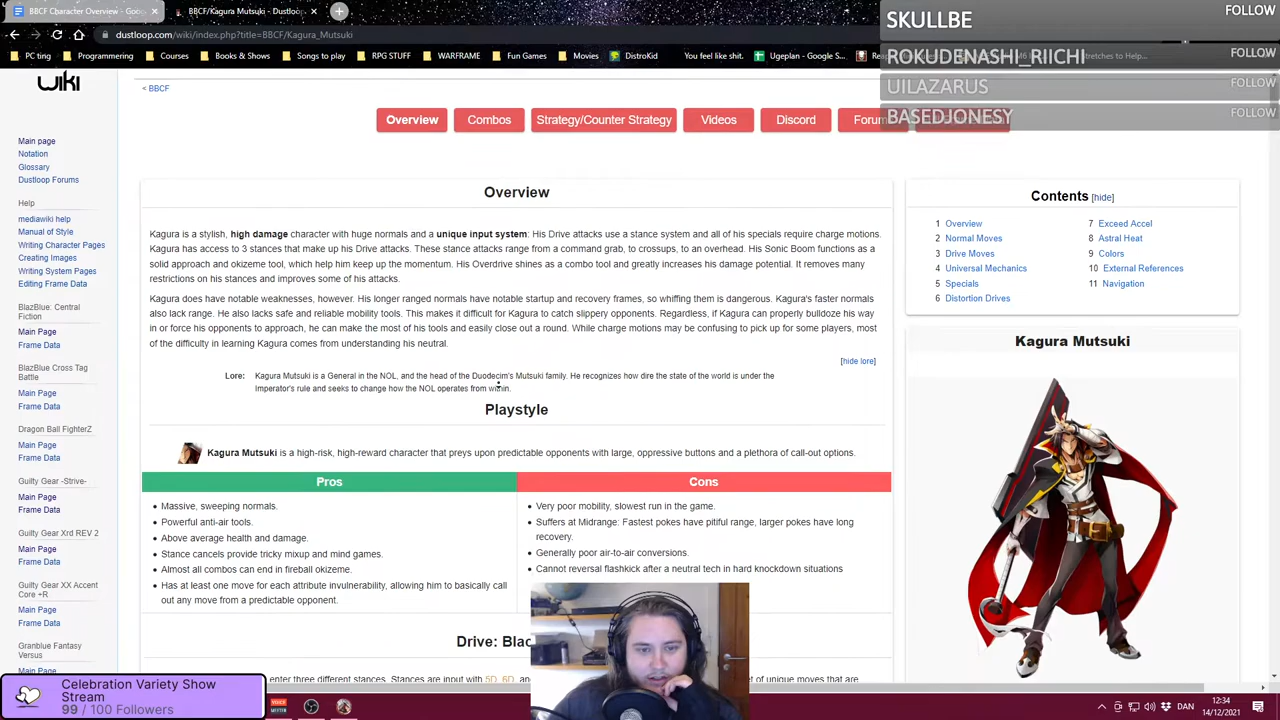 BBCF Character Overview - Goo
BBCF/Kagura Mutsuki - Dustloop
SKULLBE
FOLLOW
dustloop.com/wiki/index.php?title=BBCF/Kagura_Mutsuki
PC ting
Programmering
Courses
Books & Series
Songs to play
RPG STUFF
WARFRAME
Fun Games
Movies
DistroKid
You feel like shit.
Ugeplan - Google S...
ROKUDENASHI_RIICHI
FOLLOW
UILAZARUS
FOLLOW
BASEDJONESY
FOLLOW
wiki
< BBCF
Overview
Combos
Strategy/Counter Strategy
Videos
Discord
Forum
Main page
Notation
Glossary
Dustloop Forums
Help
mediawiki help
Manual of Style
Writing Character Pages
Creating Images
Writing System Pages
Editing Frame Data
BlazBlue: Central
Fiction
Main Page
Frame Data
BlazBlue Cross Tag
Battle
Main Page
Frame Data
Dragon Ball FighterZ
Main Page
Frame Data
Guilty Gear -Strive-
Main Page
Frame Data
Guilty Gear Xrd REV 2
Main Page
Frame Data
Guilty Gear XX Accent
Core +R
Main Page
Frame Data
Granblue Fantasy
Versus
Main Page
Overview
Kagura is a stylish, high damage character with huge normals and a unique input system: His Drive attacks use a stance system and all of his specials require charge motions.
Kagura has access to 3 stances that make up his Drive attacks. These stance attacks range from a command grab, to crossups, to an overhead. His Sonic Boom functions as a
solid approach and okizeme tool, which help him keep up the momentum. His Overdrive shines as a combo tool and greatly increases his damage potential. It removes many
restrictions on his stances and improves some of his attacks.
Kagura does have notable weaknesses, however. His longer ranged normals have notable startup and recovery frames, so whiffing them is dangerous. Kagura's faster normals
also lack range. He also lacks safe and reliable mobility tools. This makes it difficult for Kagura to catch slippery opponents. Regardless, if Kagura can properly bulldoze his way
in or force his opponents to approach, he can make the most of his tools and easily close out a round. While charge motions may be confusing to pick up for some players, most
of the difficulty in learning Kagura comes from understanding his neutral.
[hide lore]
Lore: Kagura Mutsuki is a General in the NOL, and the head of the Duodecim's Mutsuki family. He recognizes how dire the state of the world is under the
Imperator's rule and seeks to change how the NOL operates from within.
Playstyle
Kagura Mutsuki is a high-risk, high-reward character that preys upon predictable opponents with large, oppressive buttons and a plethora of call-out options.
Pros
Massive, sweeping normals.
Powerful anti-air tools.
Above average health and damage.
Stance cancels provide tricky mixup and mind games.
Almost all combos can end in fireball okizeme.
Has at least one move for each attribute invulnerability, allowing him to basically call
out any move from a predictable opponent.
Cons
Very poor mobility, slowest run in the game.
Suffers at Midrange: Fastest pokes have pitiful range, larger pokes have long
recovery.
Generally poor air-to-air conversions.
Cannot reversal flashkick after a neutral tech in hard knockdown situations
Drive: Blac
enter three different stances. Stances are input with 5D, 6D, an
et of unique moves that are
Contents [hide]
1 Overview
2 Normal Moves
3 Drive Moves
4 Universal Mechanics
5 Specials
6 Distortion Drives
7 Exceed Accel
8 Astral Heat
9 Colors
10 External References
11 Navigation
Kagura Mutsuki
Celebration Variety Show
Stream
99 / 100 Followers
DAN
12:34
14/12/2021